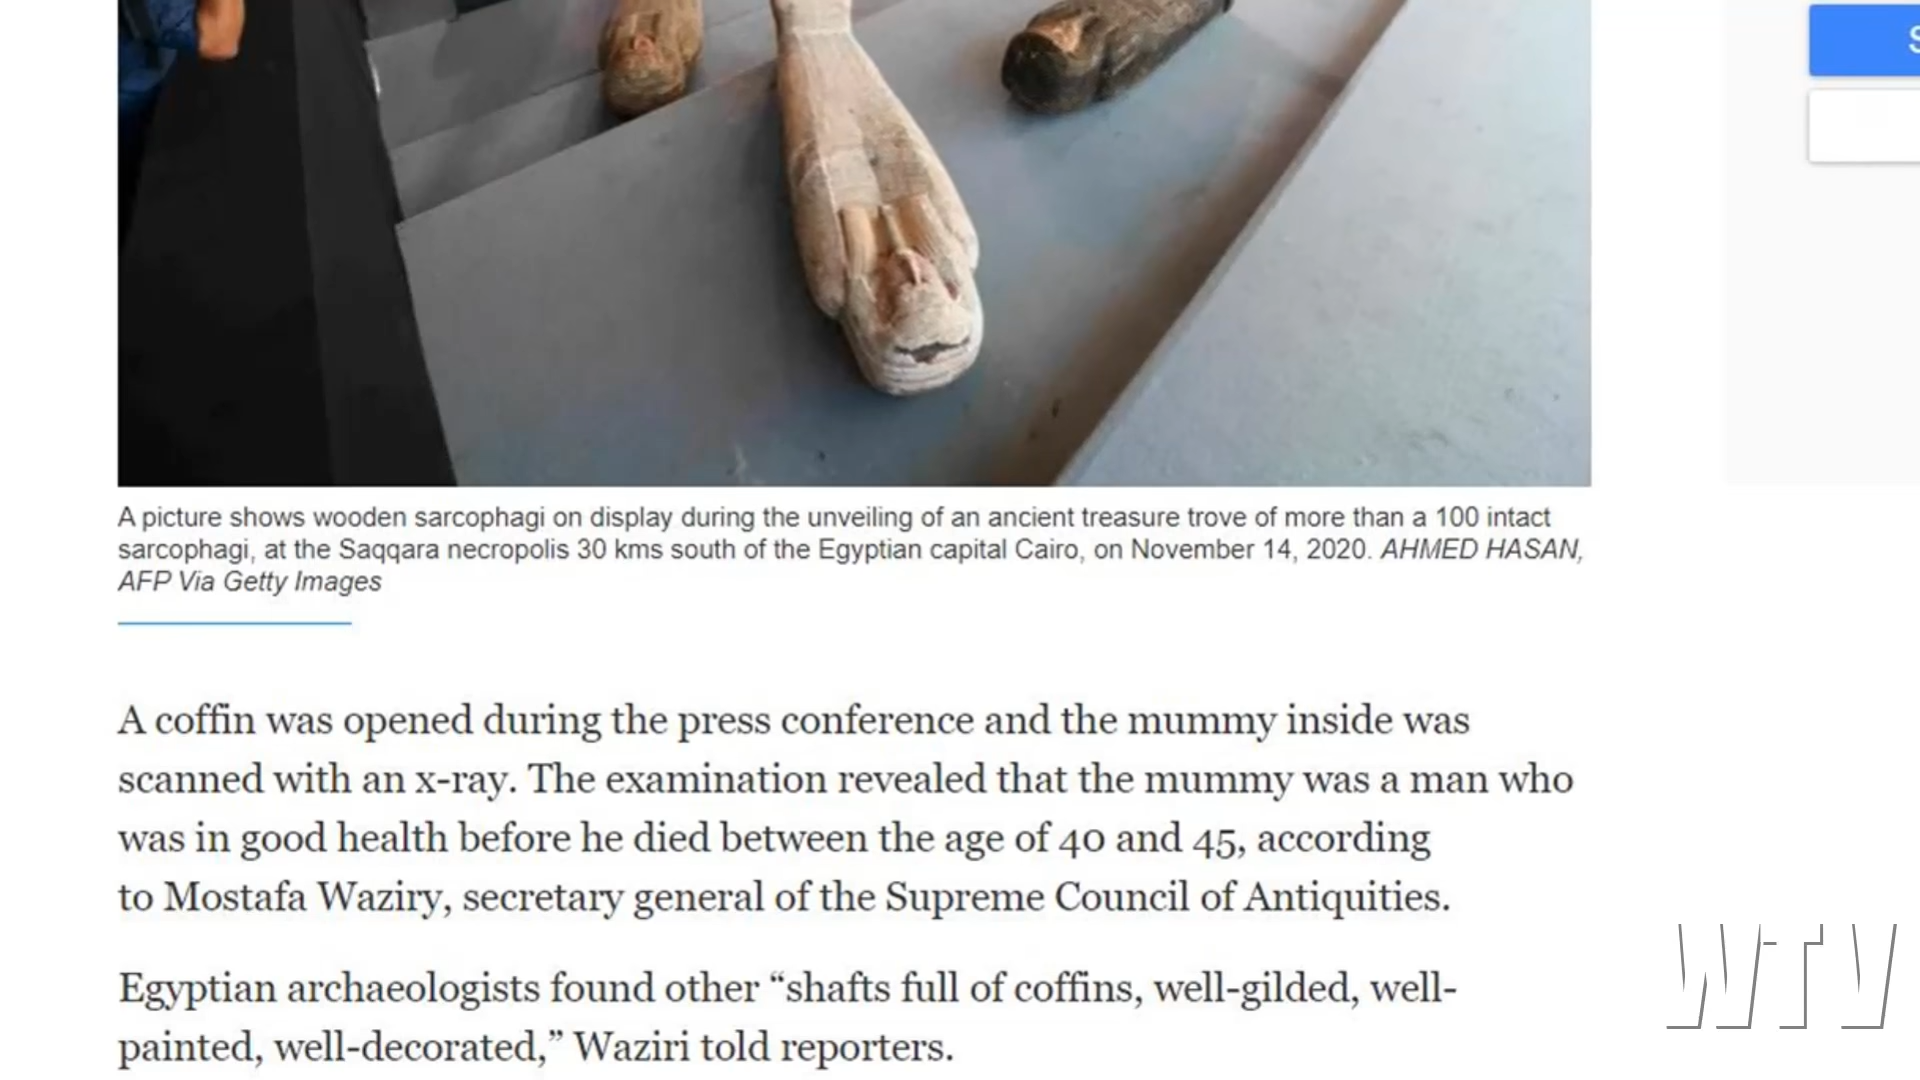 S
A picture shows wooden sarcophagi on display during the unveiling of an ancient treasure trove of more than a 100 intact
sarcophagi, at the Saqqara necropolis 30 kms south of the Egyptian capital Cairo, on November 14, 2020. AHMED HASAN,
AFP Via Getty Images
A coffin was opened during the press conference and the mummy inside was
scanned with an x-ray. The examination revealed that the mummy was a man who
was in good health before he died between the age of 40 and 45, according
to Mostafa Waziry, secretary general of the Supreme Council of Antiquities.
Egyptian archaeologists found other “shafts full of coffins, well-gilded, well-
painted, well-decorated,” Waziri told reporters.
WTV